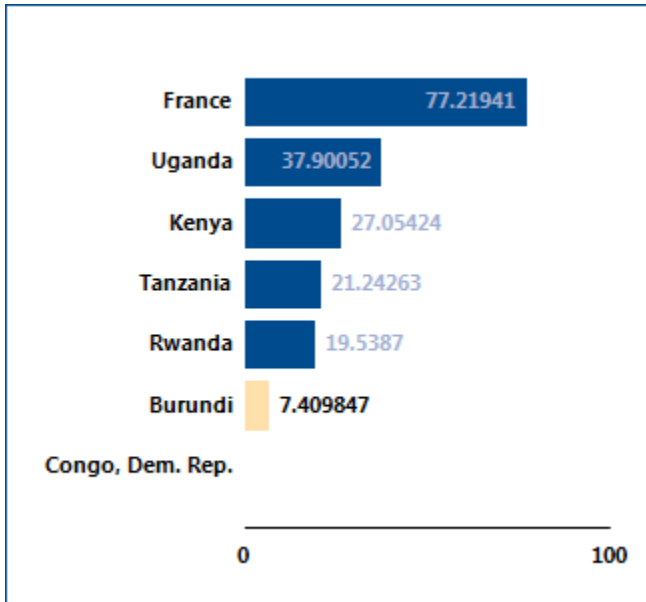 France 77.21941
Uganda 37.90052
Kenya 27.05424
Tanzania 21.24263
Rwanda 19.5387
Burundi 7.409847
Congo, Dem. Rep.
0 100